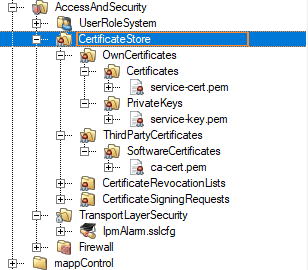 AccessAndSecurity
UserRoleSystem
CertificateStore
OwnCertificates
Certificates
service-cert.pem
PrivateKeys
service-key.pem
ThirdPartyCertificates
SoftwareCertificates
ca-cert.pem
CertificateRevocationLists
CertificateSigningRequests
TransportLayerSecurity
IpmAlarm.sslcfg
Firewall
mappControl